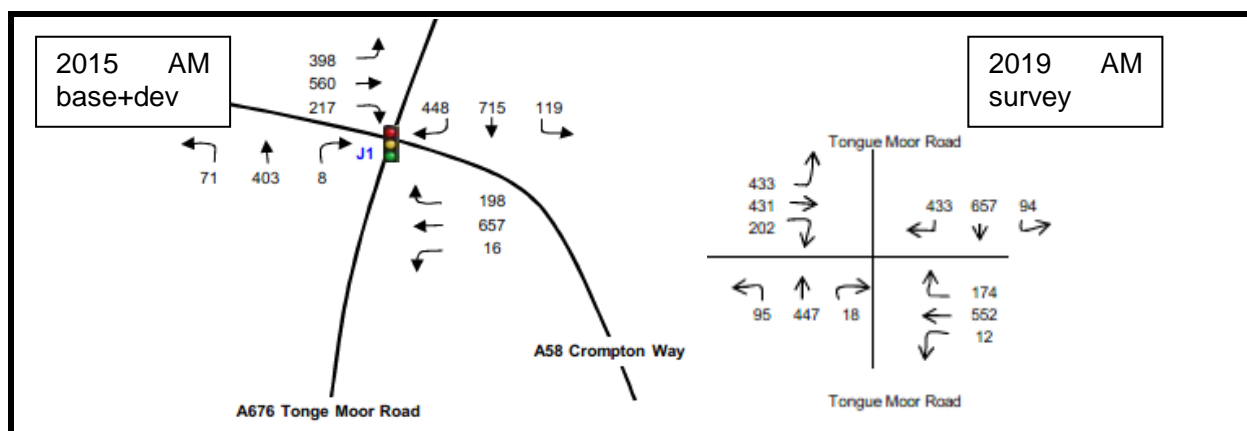 2015 AM
base+dev
398
560
217
448 715 119
J1
71 403 8
198
657
16
A58 Crompton Way
A676 Tonge Moor Road
2019 AM
survey
Tongue Moor Road
433
431
202
433 657 94
95 447 18
174
552
12
Tongue Moor Road